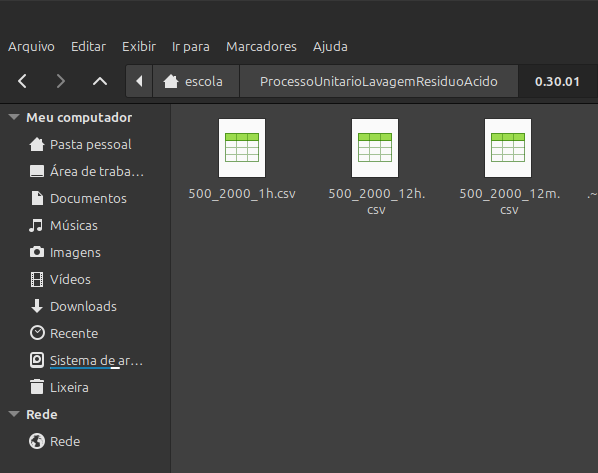 Arquivo Editar Exibir Ir para Marcadores Ajuda
escola ProcessoUnitarioLavagemResiduoAcido 0.30.01
Meu computador
Pasta pessoal
Área de traba...
Documentos
Músicas
Imagens
Vídeos
Downloads
Recente
Sistema de ar...
Lixeira
Rede
Rede
500_2000_1h.csv
500_2000_12h.
csv
500_2000_12m.
csv
.~